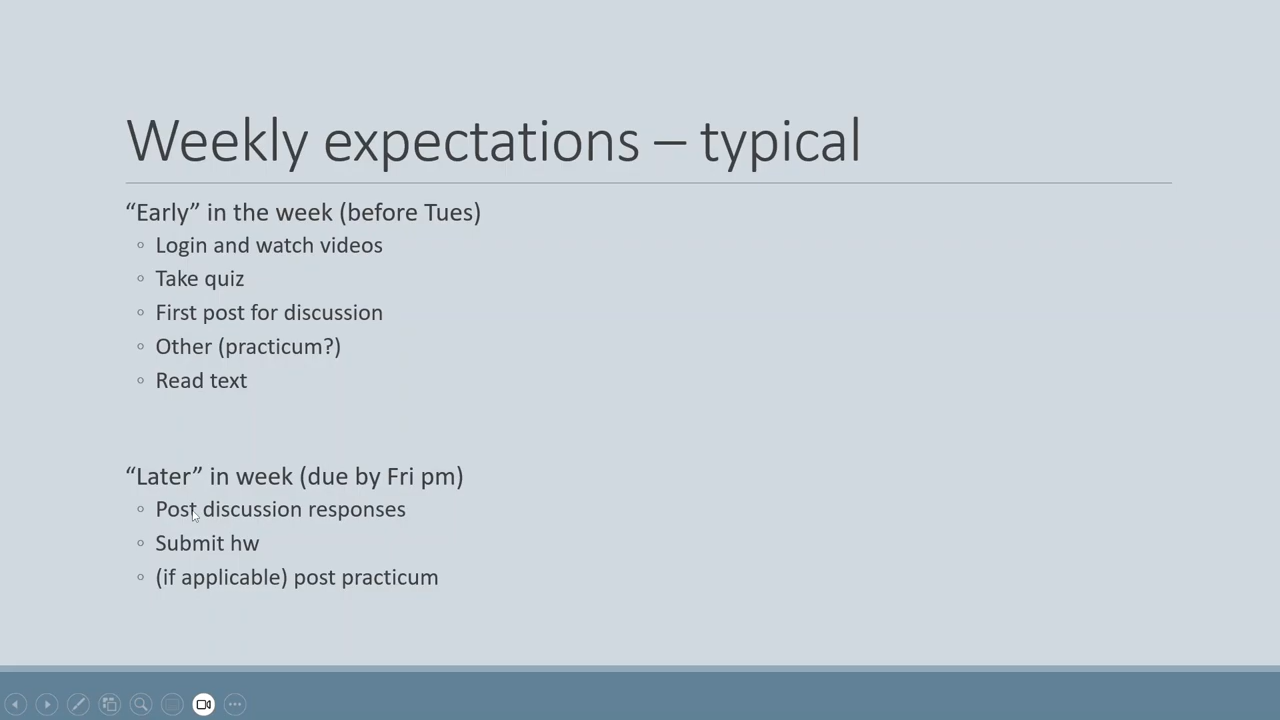 Weekly expectations – typical
“Early” in the week (before Tues)
◦ Login and watch videos
◦ Take quiz
◦ First post for discussion
◦ Other (practicum?)
◦ Read text
“Later” in week (due by Fri pm)
◦ Post discussion responses
◦ Submit hw
◦ (if applicable) post practicum